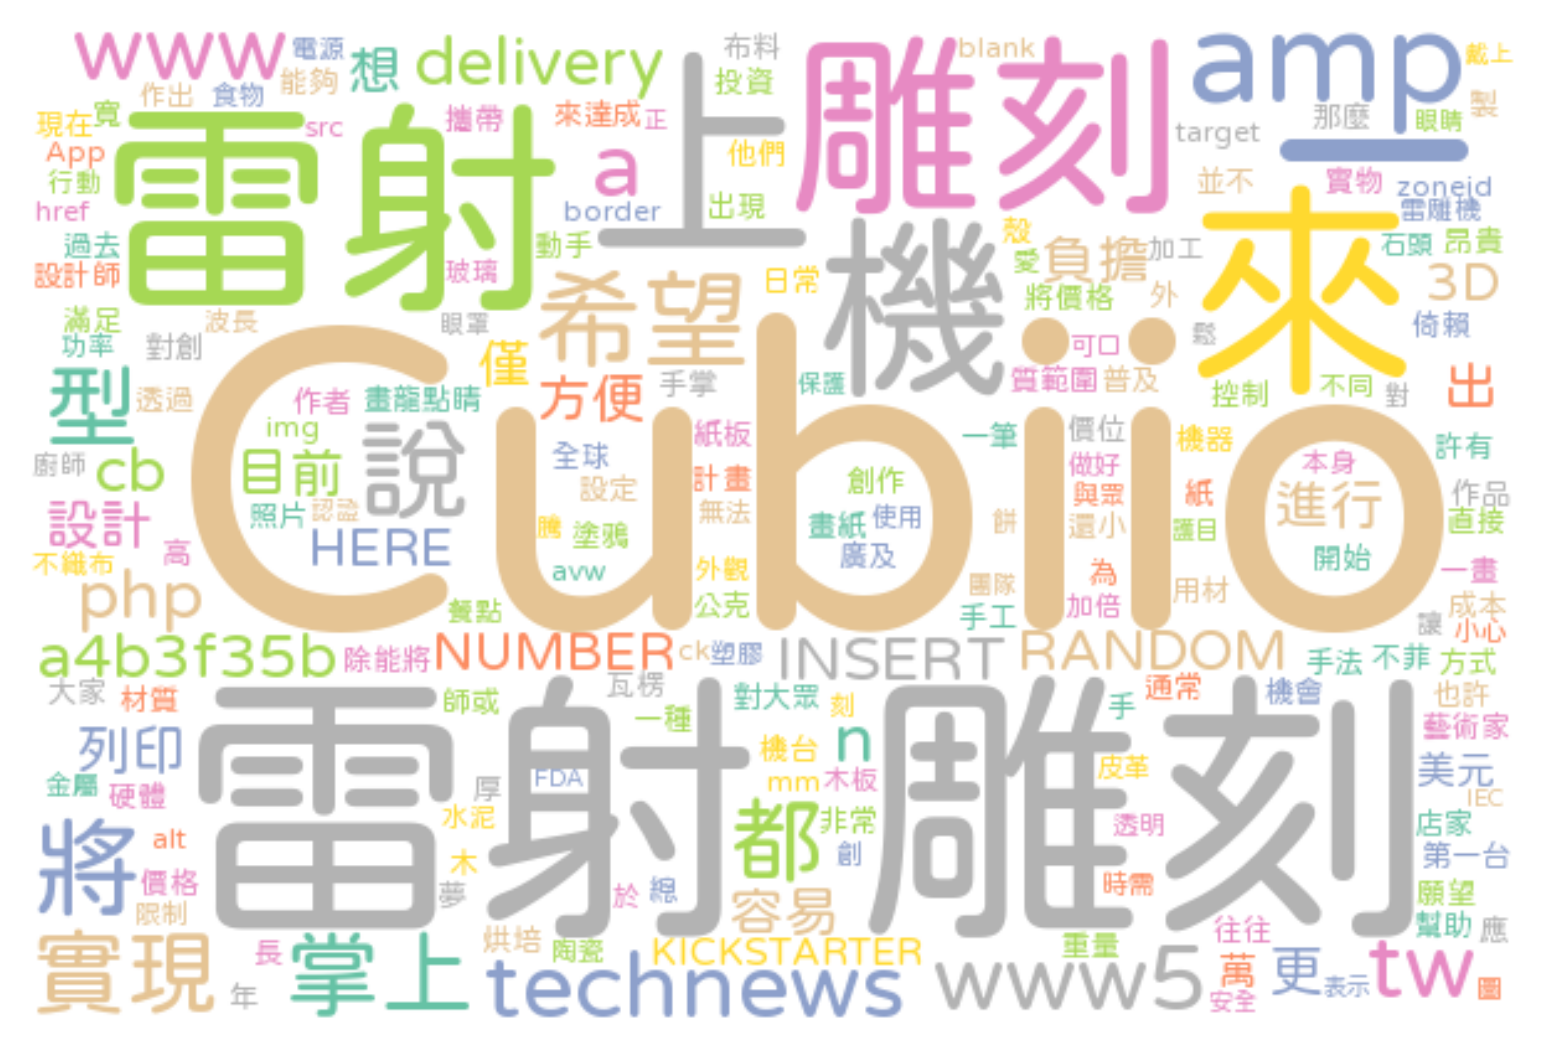 www
電源
想
delivery
布料
雕刻
blank
amp
戴上
作出
食物
能夠
投資
製
現在
寬
src
攜帶
來達成
正
上
target
那麼
眼睛
App
雷射
a
他們
行動
並不
實物
zoneid
href
border
出現
雷雕機
過去
動手
機
殼
來
石頭
昂貴
設計師
玻璃
希望
日常
愛
負擔
加工
3D
滿足
波長
眼罩
將價格
外
倚賴
功率
對創
僅
鬆
可口
型
透過
作者
畫龍點睛
方便
手掌
保護
質範圍
普及
控制
不同
對
出
img
說
Cubiio
紙板
一筆
價位
機器
許有
廚師
cb
目前
全球
計畫
創作
做好
本身
設計
照片
認證
設定
無法
與眾
紙
進行
作品
HERE
騰
塗鴉
畫紙
使用
餅
還小
護目
直接
不織布
高
avw
外觀
廣及
為
開始
一畫
php
餐點
公克
團隊
手工
加倍
用材
成本
讓
小心
a4b3f35b
除能將
NUMBER
ck
塑膠
INSERT
RANDOM
手法
不菲
方式
大家
材質
師或
瓦楞
對大眾
刻
手
通常
機會
也許
列印
一種
機台
n
藝術家
金屬
硬體
雷射雕刻
厚
FDA
mm
木板
皮革
美元
IEC
將
alt
水泥
都
非常
透明
店家
價格
木
創
第一台
限制
夢
於
總
容易
時需
願望
實現
長
掌上
烘培
陶瓷
KICKSTARTER
重量
往往
幫助
應
年
technews
www5
萬
更
表示
tw
圖
安全